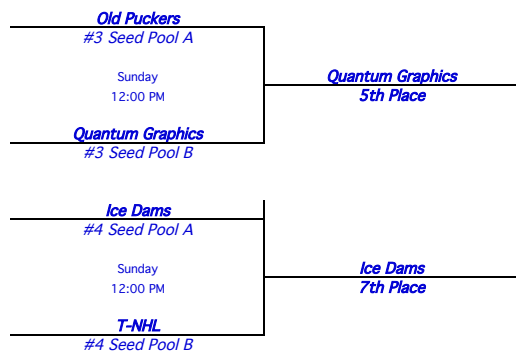 Old Puckers
#3 Seed Pool A
Sunday
12:00 PM
Quantum Graphics
5th Place
Quantum Graphics
#3 Seed Pool B
Ice Dams
#4 Seed Pool A
Sunday
12:00 PM
Ice Dams
7th Place
T-NHL
#4 Seed Pool B